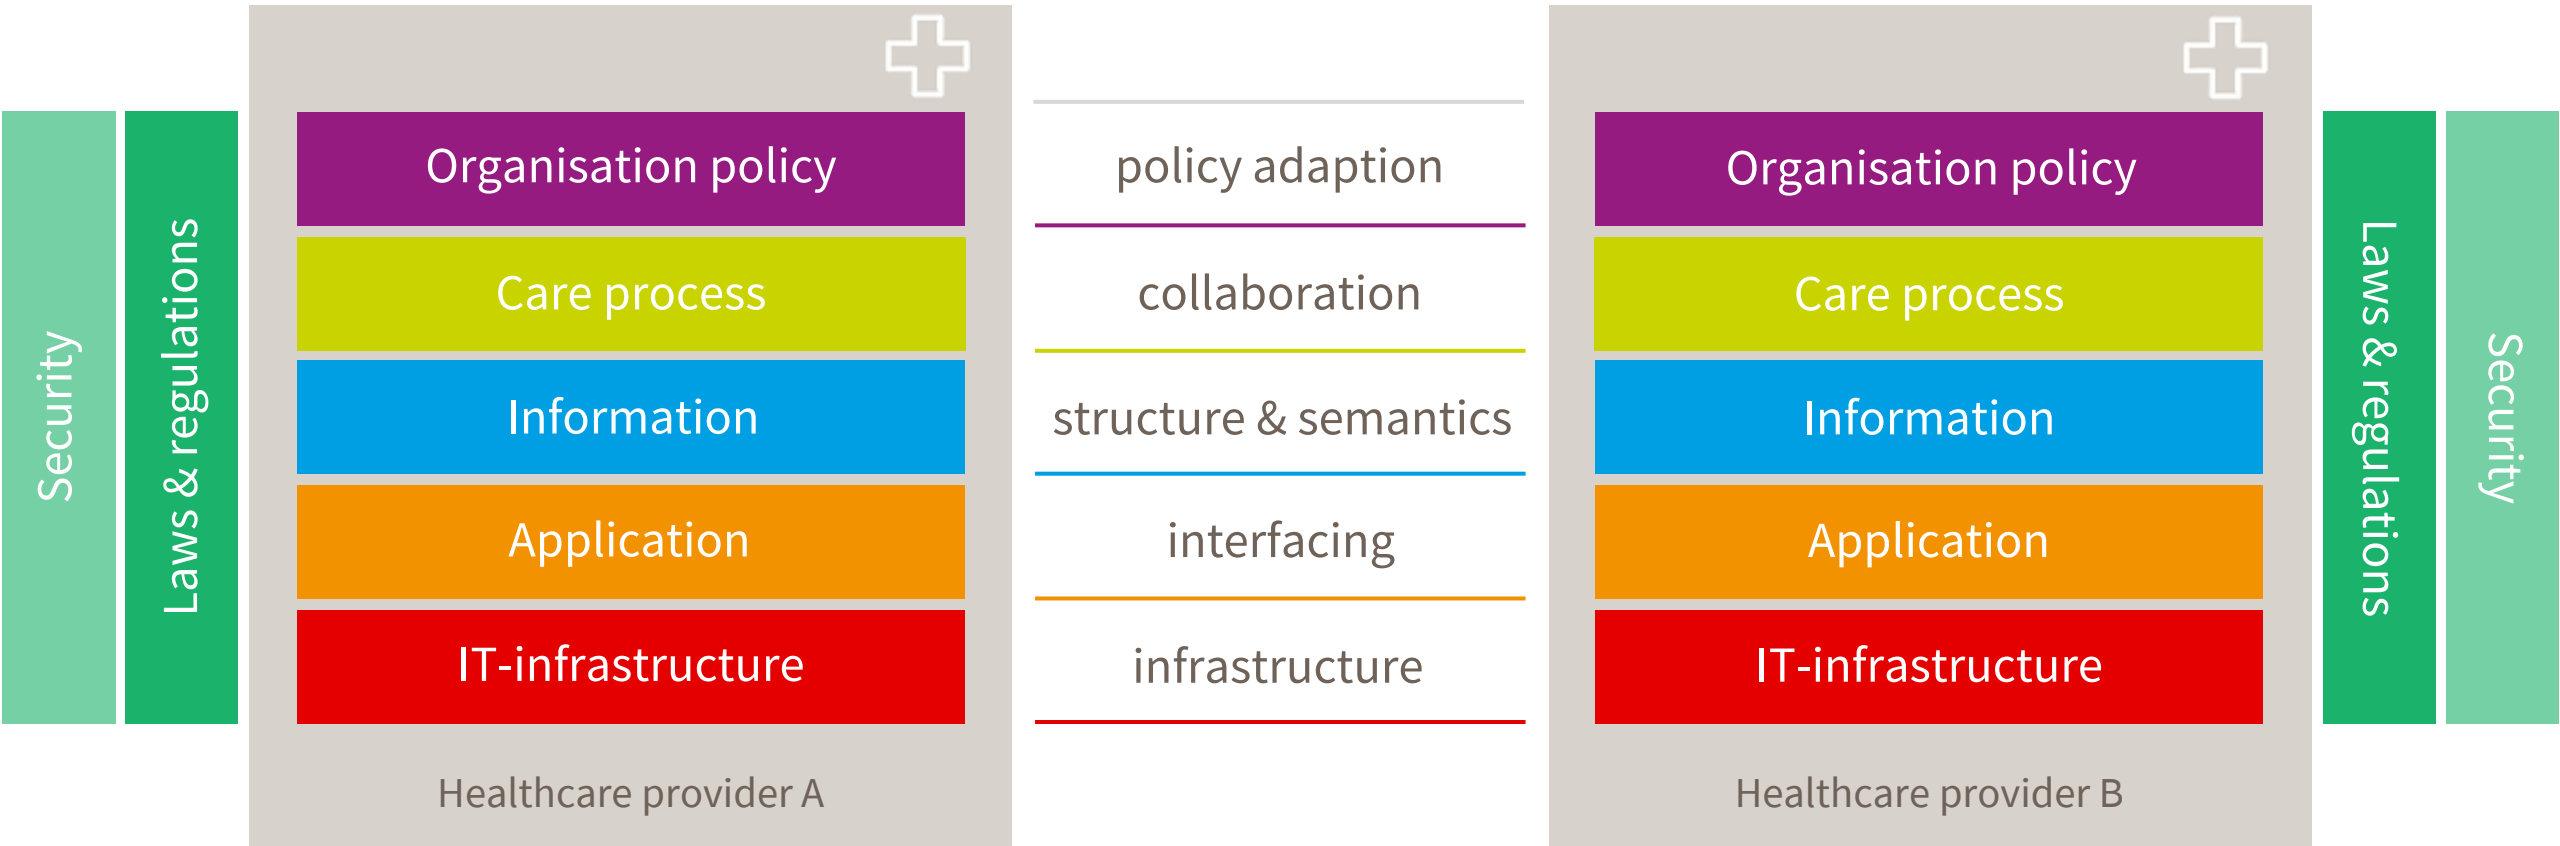 Security
Laws & regulations
Organisation policy
Care process
Information
Application
IT-infrastructure
Healthcare provider A
policy adaption
collaboration
structure & semantics
interfacing
infrastructure
Organisation policy
Care process
Information
Application
IT-infrastructure
Healthcare provider B
Laws & regulations
Security